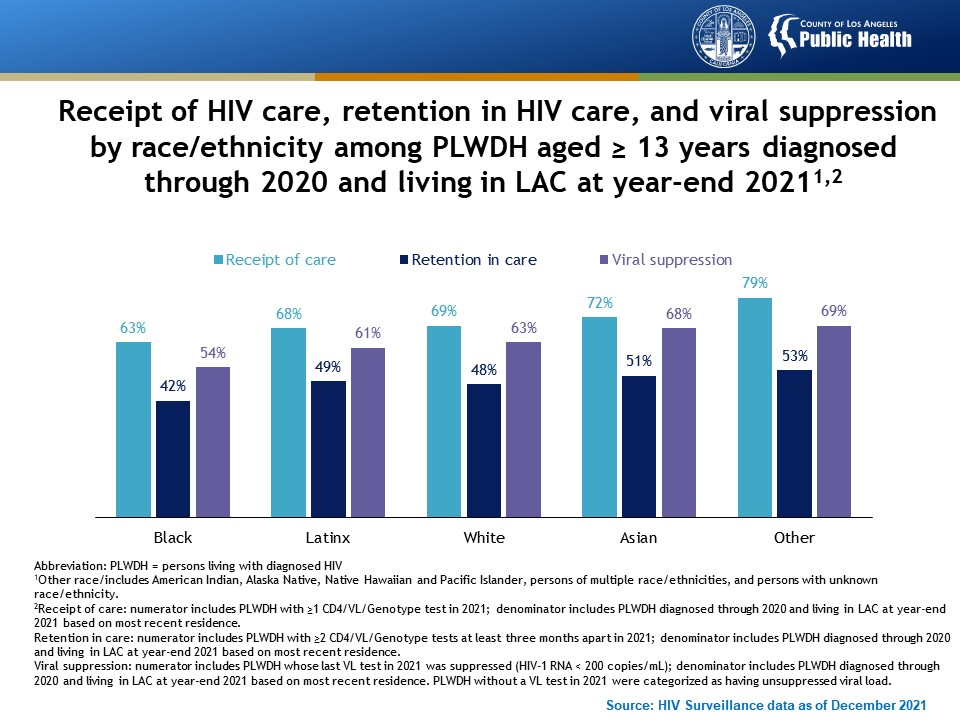 COUNTY OF LOS ANGELES
CALIFORNIA
COUNTY OF LOS ANGELES
Public Health
Receipt of HIV care, retention in HIV care, and viral suppression
by race/ethnicity among PLWDH aged ≥ 13 years diagnosed
through 2020 and living in LAC at year-end 2021¹,²
Receipt of care Retention in care Viral suppression
63% 42% 54%
68% 49% 61%
69% 48% 63%
72% 51% 68%
79% 53% 69%
Black Latinx White Asian Other
Abbreviation: PLWDH = persons living with diagnosed HIV
¹Other race/includes American Indian, Alaska Native, Native Hawaiian and Pacific Islander, persons of multiple race/ethnicities, and persons with unknown
race/ethnicity.
²Receipt of care: numerator includes PLWDH with ≥1 CD4/VL/Genotype test in 2021; denominator includes PLWDH diagnosed through 2020 and living in LAC at year-end
2021 based on most recent residence.
Retention in care: numerator includes PLWDH with ≥2 CD4/VL/Genotype tests at least three months apart in 2021; denominator includes PLWDH diagnosed through 2020
and living in LAC at year-end 2021 based on most recent residence.
Viral suppression: numerator includes PLWDH whose last VL test in 2021 was suppressed (HIV-1 RNA < 200 copies/mL); denominator includes PLWDH diagnosed through
2020 and living in LAC at year-end 2021 based on most recent residence. PLWDH without a VL test in 2021 were categorized as having unsuppressed viral load.
Source: HIV Surveillance data as of December 2021